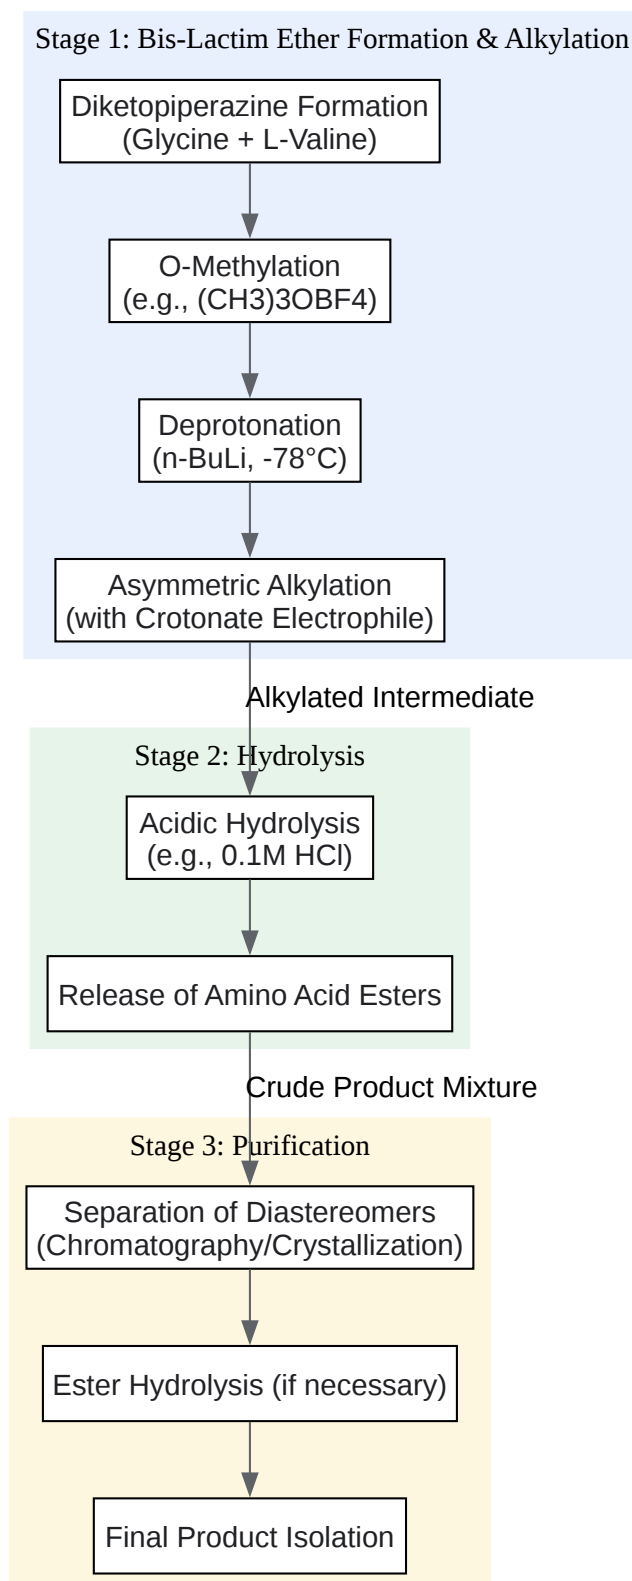 Stage 1: Bis-Lactim Ether Formation & Alkylation
Diketopiperazine Formation
(Glycine + L-Valine)
O-Methylation
(e.g., (CH3)3OBF4)
Deprotonation
(n-BuLi, -78°C)
Asymmetric Alkylation
(with Crotonate Electrophile)
Alkylated Intermediate
Stage 2: Hydrolysis
Acidic Hydrolysis
(e.g., 0.1M HCl)
Release of Amino Acid Esters
Crude Product Mixture
Stage 3: Purification
Separation of Diastereomers
(Chromatography/Crystallization)
Ester Hydrolysis (if necessary)
Final Product Isolation